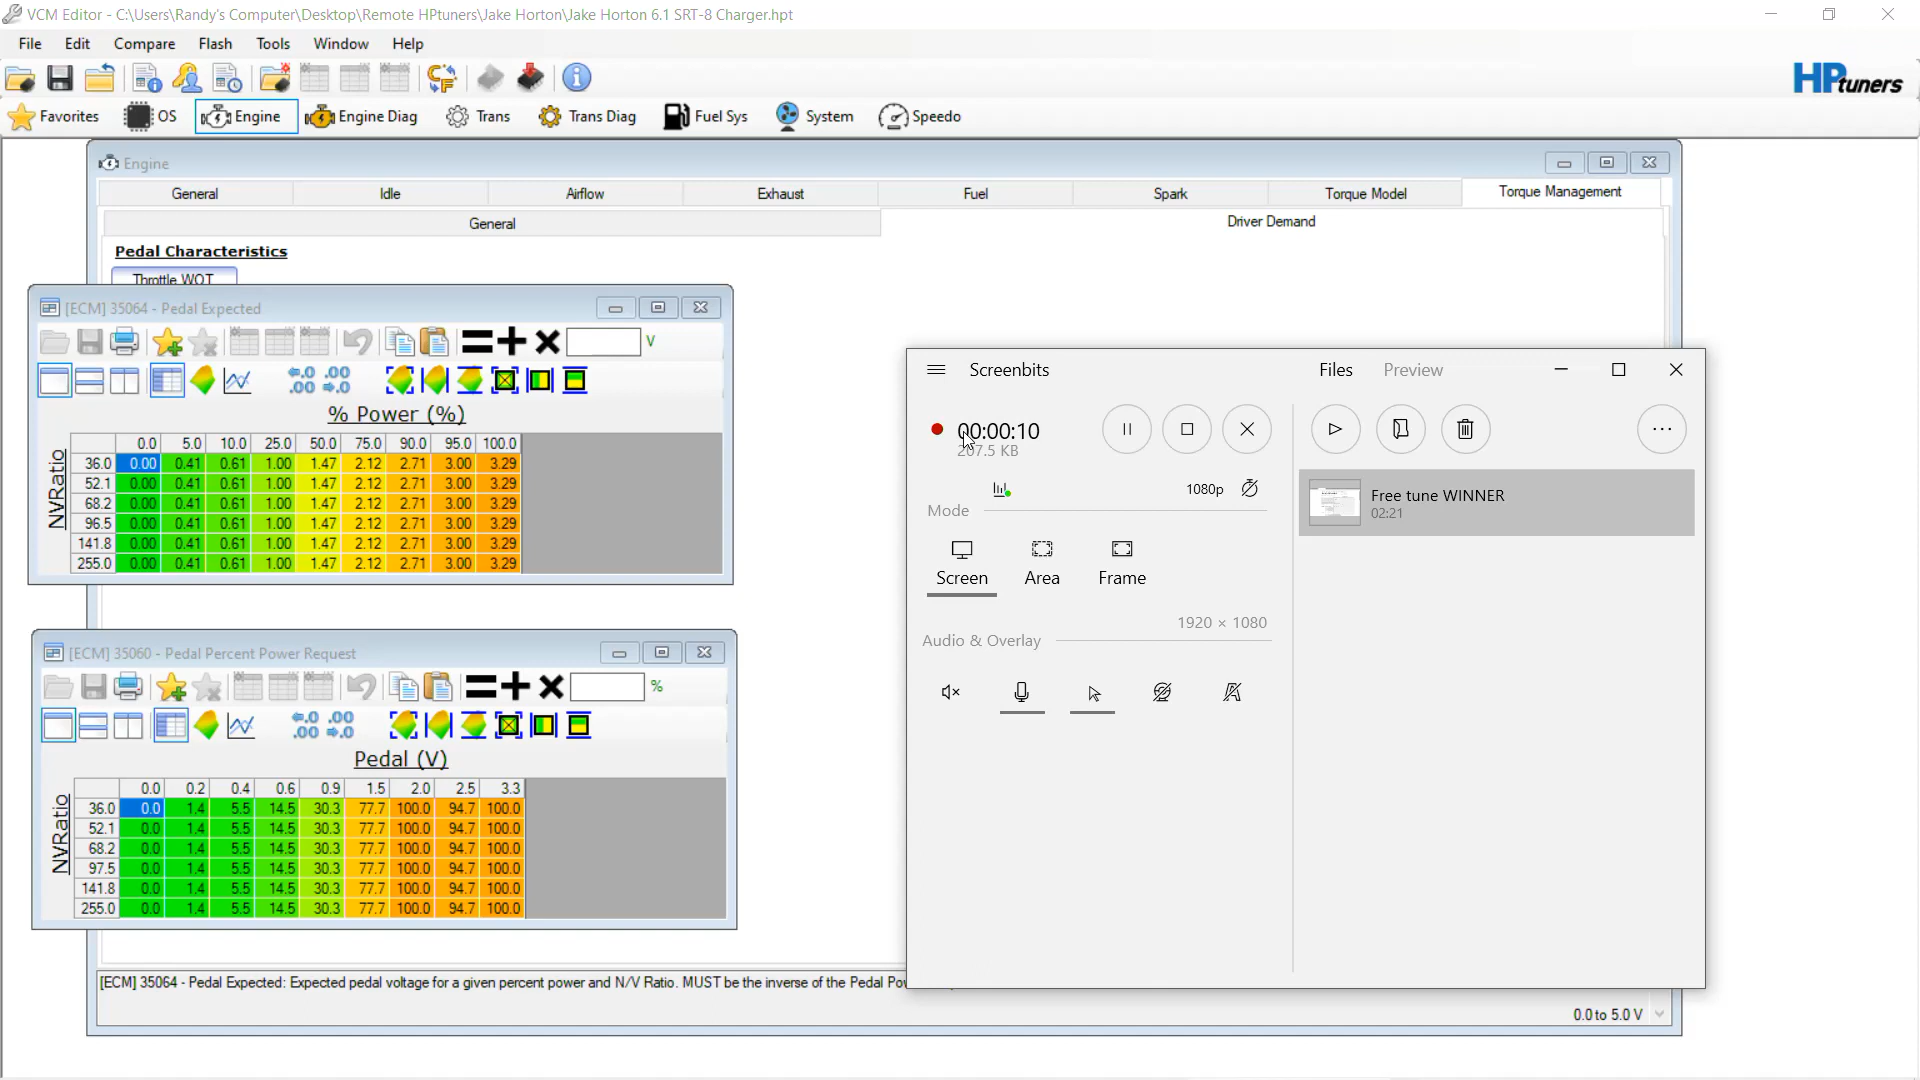 VCM Editor - C:\Users\Randy's Computer\Desktop\Remote HPtuners\Jake Horton\Jake Horton 6.1 SRT-8 Charger.hpt
File Edit Compare Flash Tools Window Help
HPtuners
Favorites OS Engine Engine Diag Trans Trans Diag Fuel Sys System Speedo
Engine
General Idle Airflow Exhaust Fuel Spark Torque Model Torque Management
General Driver Demand
Pedal Characteristics
Throttle WOT
[ECM] 35064 - Pedal Expected
V
←.0 .00
.00 →.0
% Power (%)
0.0 5.0 10.0 25.0 50.0 75.0 90.0 95.0 100.0
NVRatio
36.0 0.00 0.41 0.61 1.00 1.47 2.12 2.71 3.00 3.29
52.1 0.00 0.41 0.61 1.00 1.47 2.12 2.71 3.00 3.29
68.2 0.00 0.41 0.61 1.00 1.47 2.12 2.71 3.00 3.29
96.5 0.00 0.41 0.61 1.00 1.47 2.12 2.71 3.00 3.29
141.8 0.00 0.41 0.61 1.00 1.47 2.12 2.71 3.00 3.29
255.0 0.00 0.41 0.61 1.00 1.47 2.12 2.71 3.00 3.29
[ECM] 35060 - Pedal Percent Power Request
%
←.0 .00
.00 →.0
Pedal (V)
0.0 0.2 0.4 0.6 0.9 1.5 2.0 2.5 3.3
NVRatio
36.0 0.0 1.4 5.5 14.5 30.3 77.7 100.0 94.7 100.0
52.1 0.0 1.4 5.5 14.5 30.3 77.7 100.0 94.7 100.0
68.2 0.0 1.4 5.5 14.5 30.3 77.7 100.0 94.7 100.0
97.5 0.0 1.4 5.5 14.5 30.3 77.7 100.0 94.7 100.0
141.8 0.0 1.4 5.5 14.5 30.3 77.7 100.0 94.7 100.0
255.0 0.0 1.4 5.5 14.5 30.3 77.7 100.0 94.7 100.0
[ECM] 35064 - Pedal Expected: Expected pedal voltage for a given percent power and N/V Ratio. MUST be the inverse of the Pedal
0.0 to 5.0 V
Screenbits
Files Preview
00:00:10
207.5 KB
1080p
Mode
Screen Area Frame
1920 × 1080
Audio & Overlay
Free tune WINNER
02:21